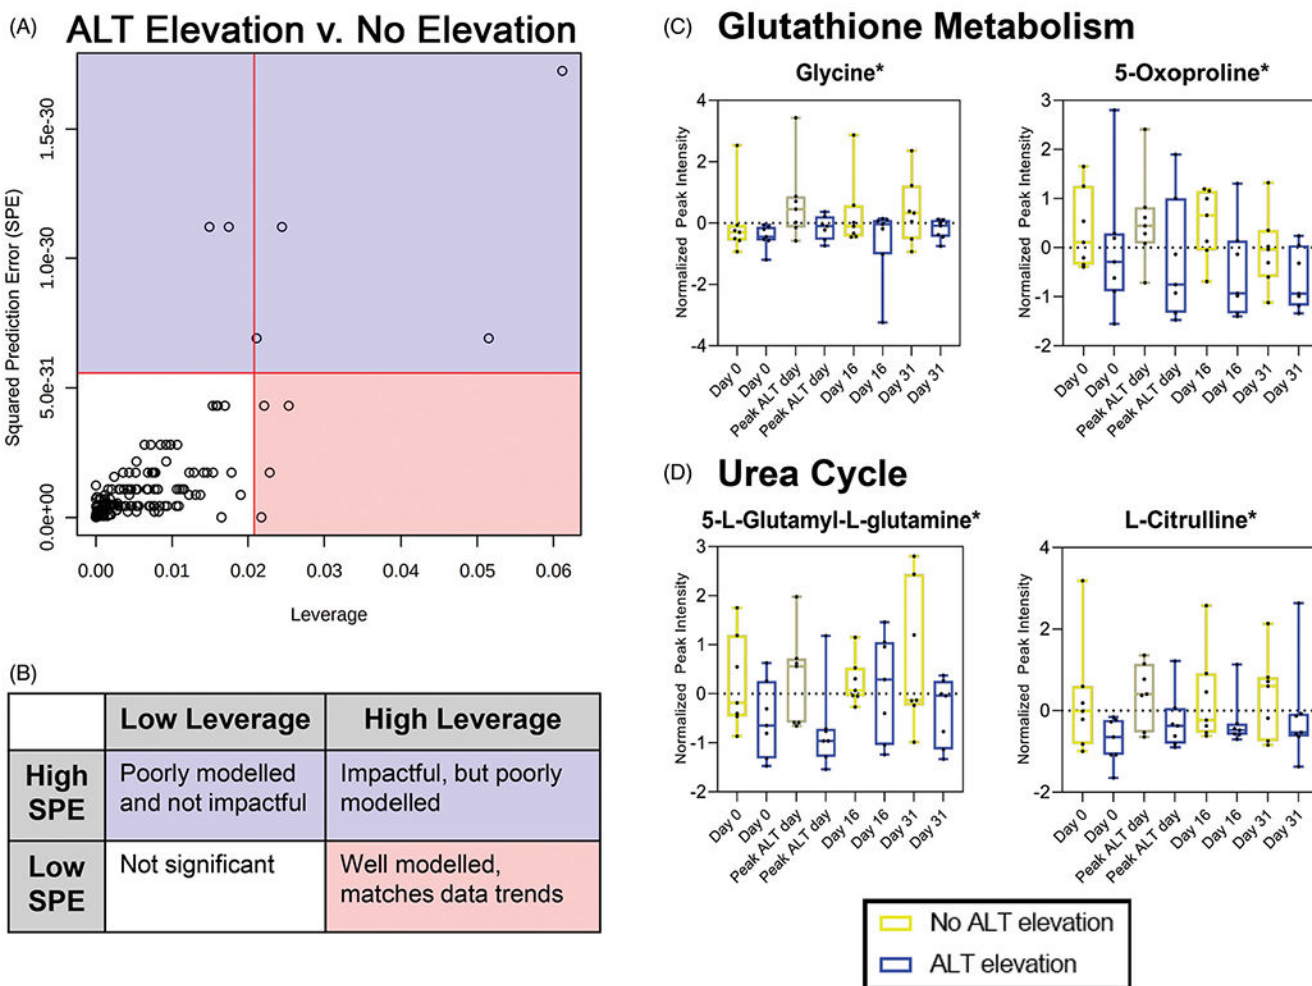 (A) ALT Elevation v. No Elevation
Squared Prediction Error (SPE)
1.5e-30
1.0e-30
5.0e-31
0.0e+00
0.00 0.01 0.02 0.03 0.04 0.05 0.06
Leverage
(B)
Low Leverage High Leverage
High SPE
Poorly modelled
and not impactful
Impactful, but poorly
modelled
Low SPE
Not significant
Well modelled,
matches data trends
(C) Glutathione Metabolism
Glycine*
Normalized Peak Intensity
4
2
0
-2
-4
Day 0 Day 0 Peak ALT day Peak ALT day Day 16 Day 16 Day 31 Day 31
5-Oxoproline*
Normalized Peak Intensity
3
2
1
0
-1
-2
Day 0 Day 0 Peak ALT day Peak ALT day Day 16 Day 16 Day 31 Day 31
(D) Urea Cycle
5-L-Glutamyl-L-glutamine*
Normalized Peak Intensity
3
2
1
0
-1
-2
Day 0 Day 0 Peak ALT day Peak ALT day Day 16 Day 16 Day 31 Day 31
L-Citrulline*
Normalized Peak Intensity
4
2
0
-2
Day 0 Day 0 Peak ALT day Peak ALT day Day 16 Day 16 Day 31 Day 31
No ALT elevation
ALT elevation